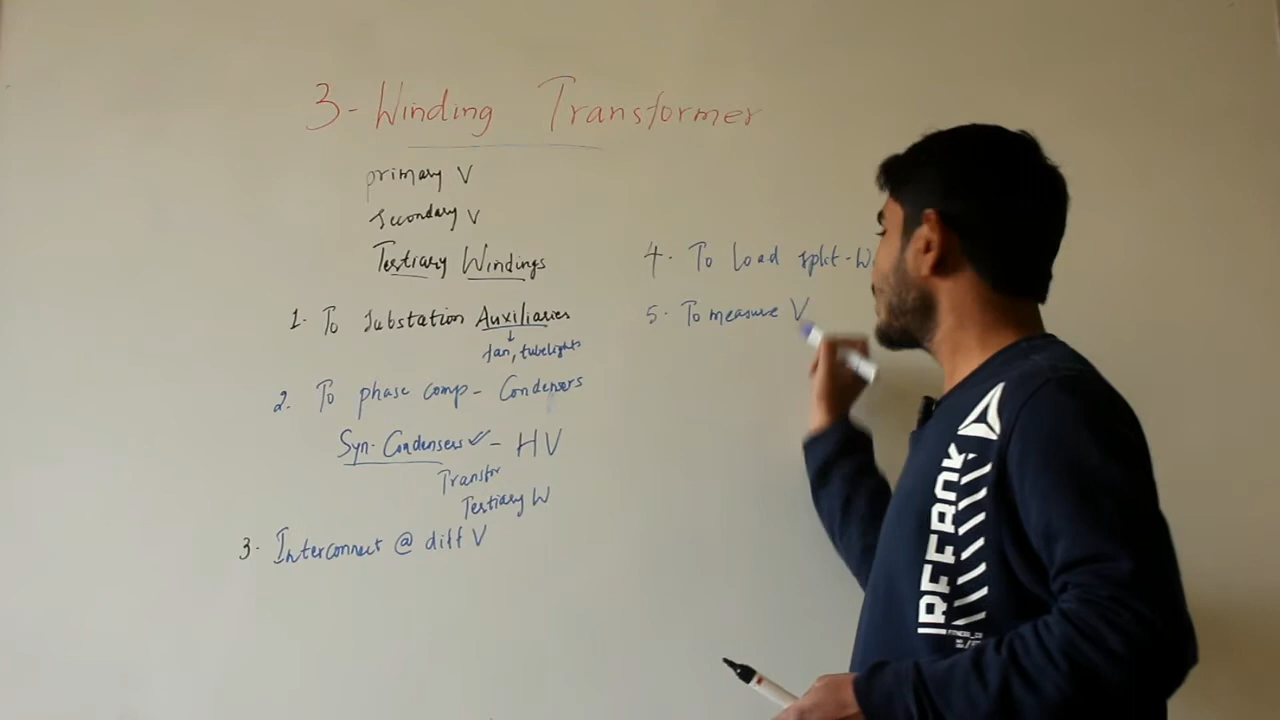 3-Winding Transformer
primary V
Secondary V
Tertiary Windings
1. To Substation Auxiliaries
↓
fan, tubelights
2. To phase comp - Condensers
Syn-Condensers ✓ - HV
Transfor
Tertiary W
3. Interconnect @ diff V
4. To Load split-W
5. To measure V
REEBOK